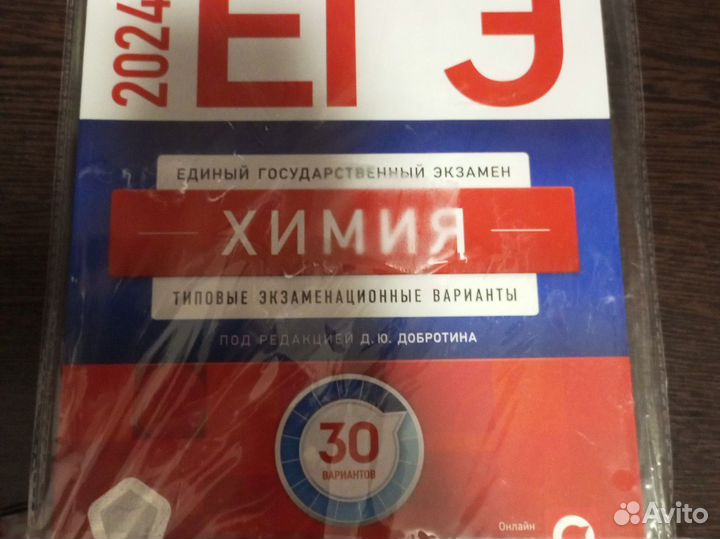 2024
ЕГЭ
ЕДИНЫЙ ГОСУДАРСТВЕННЫЙ ЭКЗАМЕН
ХИМИЯ
ТИПОВЫЕ ЭКЗАМЕНАЦИОННЫЕ ВАРИАНТЫ
ПОД РЕДАКЦИЕЙ Д. Ю. ДОБРОТИНА
30
ВАРИАНТОВ
Онлайн
Avito